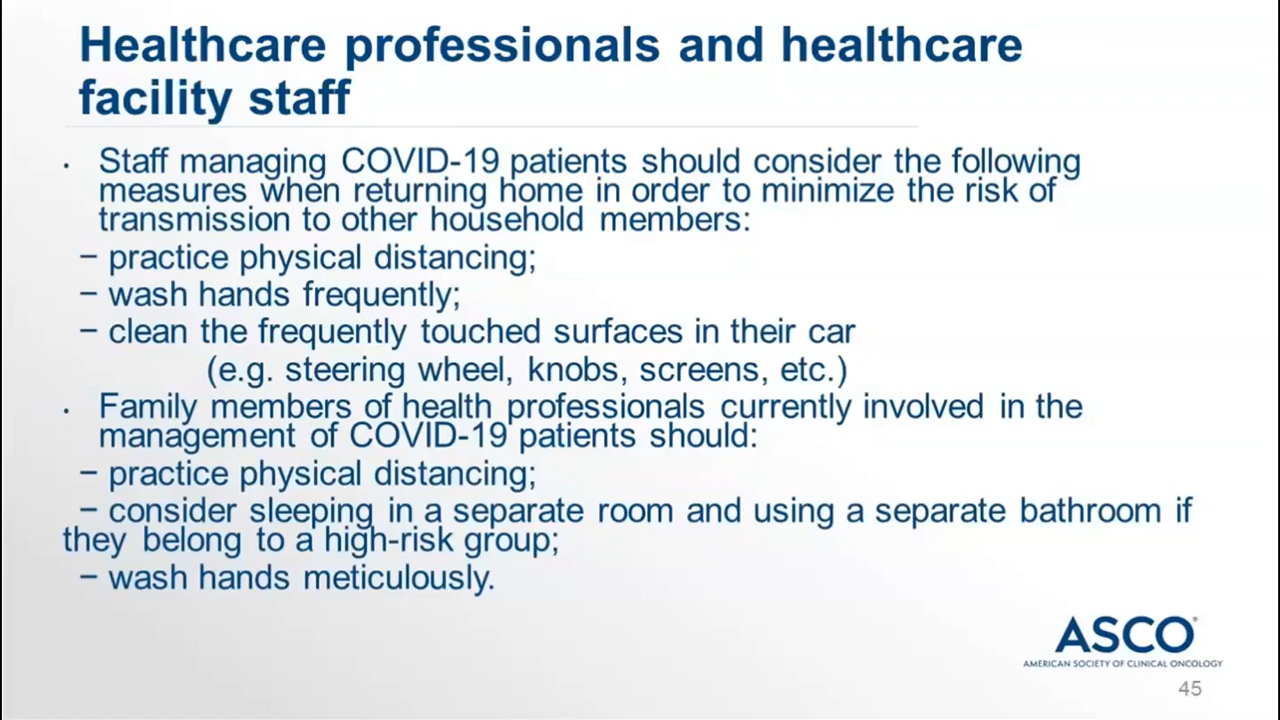 Healthcare professionals and healthcare
facility staff
• Staff managing COVID-19 patients should consider the following
measures when returning home in order to minimize the risk of
transmission to other household members:
− practice physical distancing;
− wash hands frequently;
− clean the frequently touched surfaces in their car
(e.g. steering wheel, knobs, screens, etc.)
• Family members of health professionals currently involved in the
management of COVID-19 patients should:
− practice physical distancing;
− consider sleeping in a separate room and using a separate bathroom if
they belong to a high-risk group;
− wash hands meticulously.
ASCO®
AMERICAN SOCIETY OF CLINICAL ONCOLOGY
45